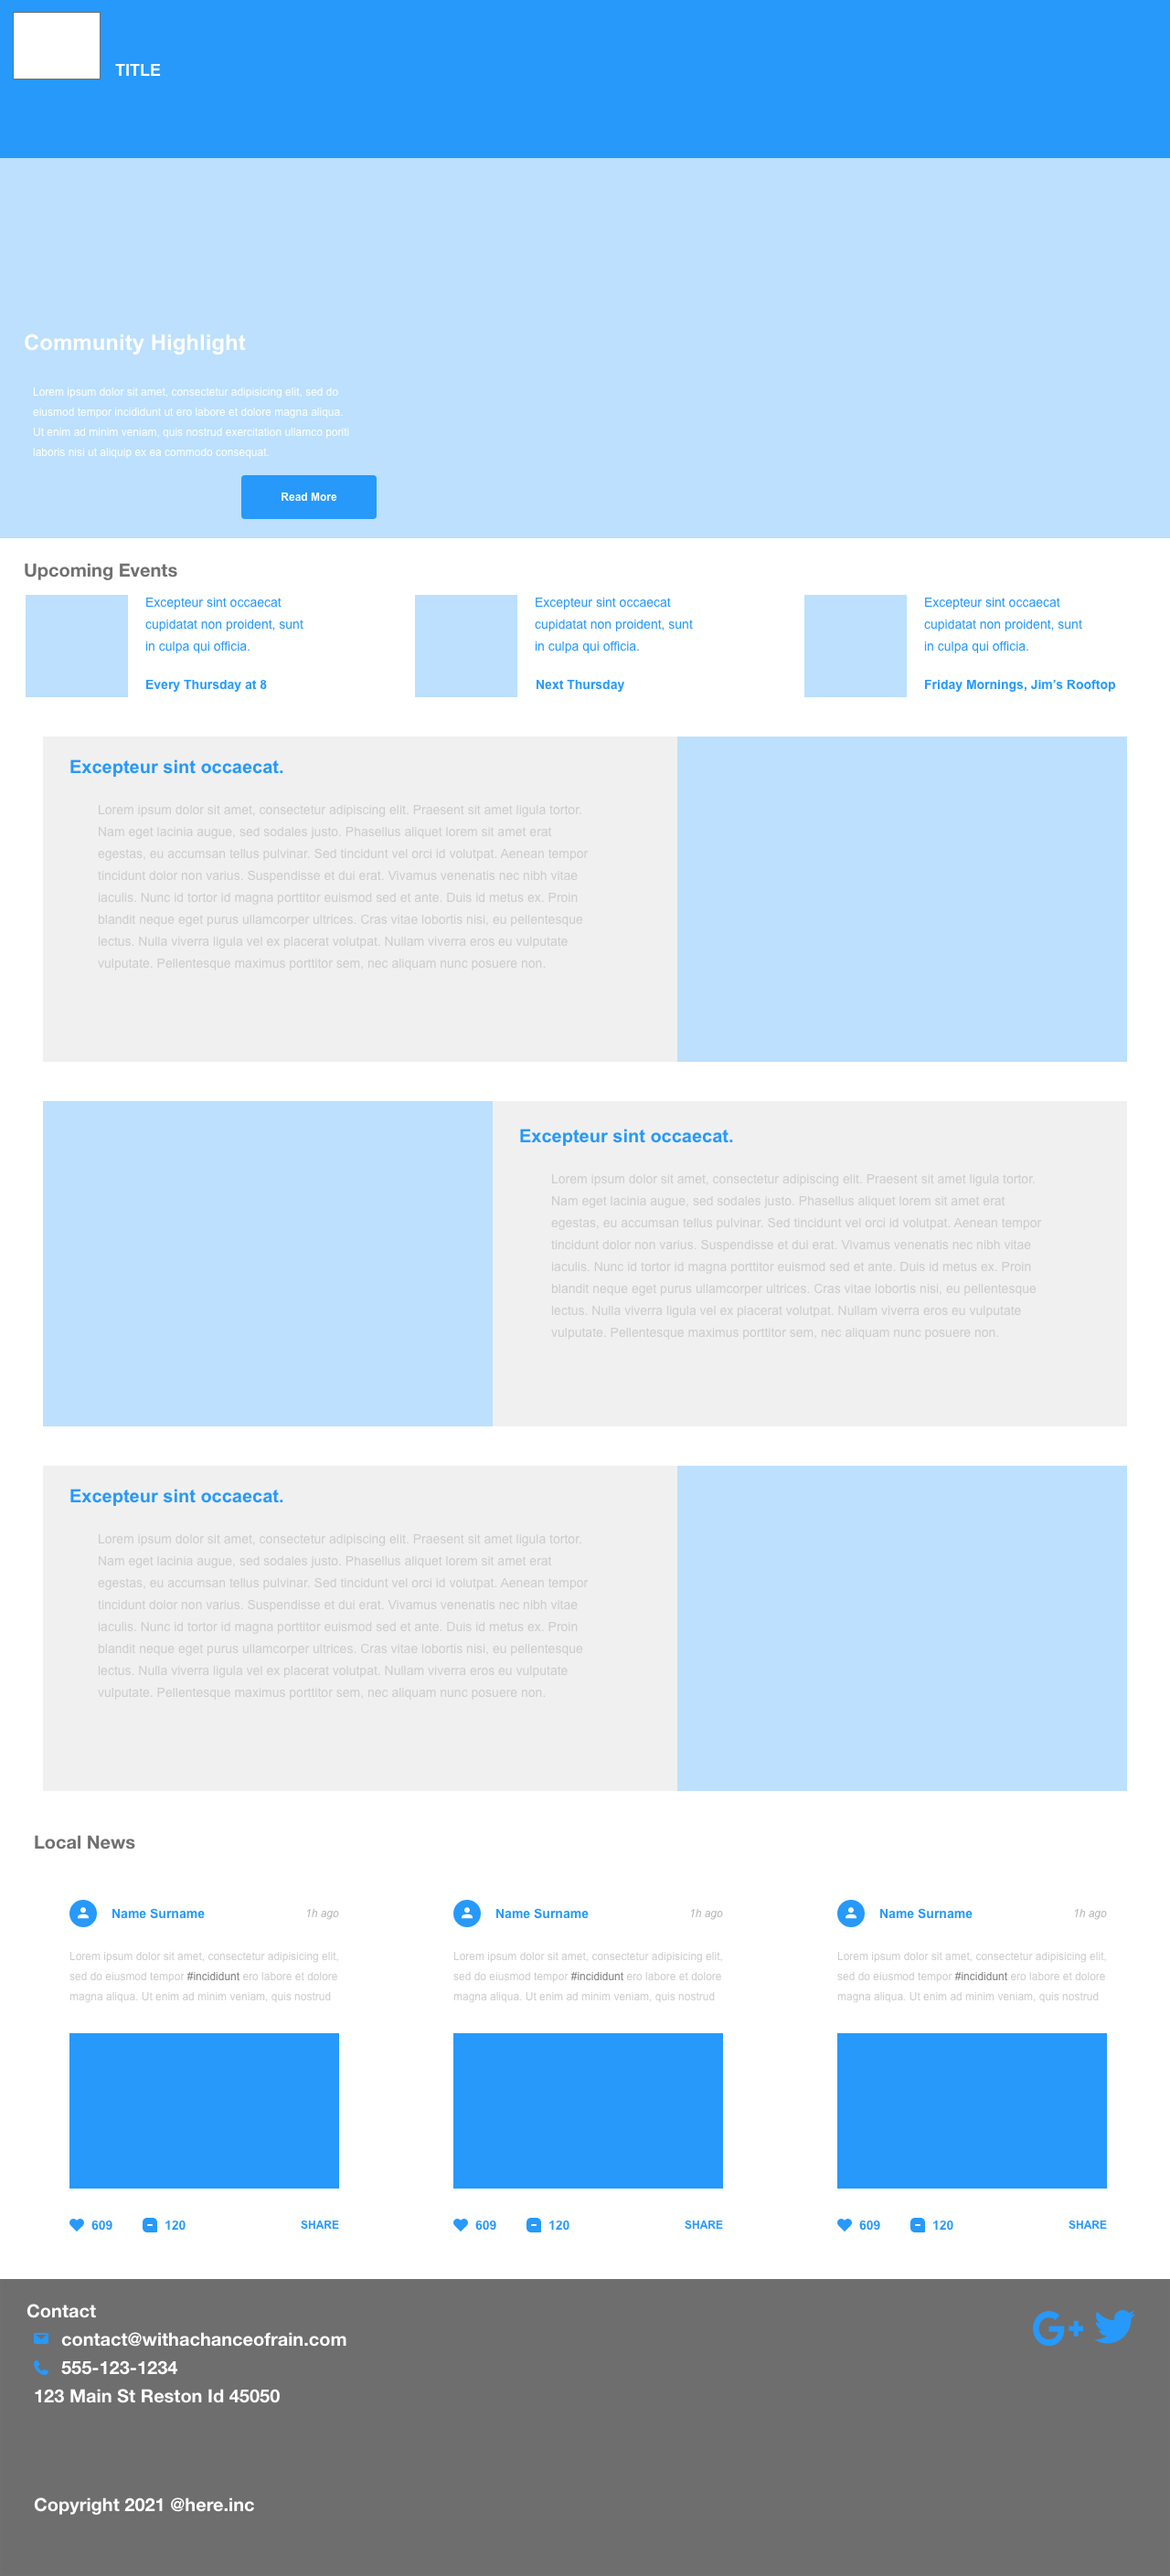 TITLE
Community Highlight
Lorem ipsum dolor sit amet, consectetur adipisicing elit, sed do
eiusmod tempor incididunt ut ero labore et dolore magna aliqua.
Ut enim ad minim veniam, quis nostrud exercitation ullamco poriti
laboris nisi ut aliquip ex ea commodo consequat.
Read More
Upcoming Events
Excepteur sint occaecat
cupidatat non proident, sunt
in culpa qui officia.
Every Thursday at 8
Excepteur sint occaecat
cupidatat non proident, sunt
in culpa qui officia.
Next Thursday
Excepteur sint occaecat
cupidatat non proident, sunt
in culpa qui officia.
Friday Mornings, Jim's Rooftop
Excepteur sint occaecat.
Lorem ipsum dolor sit amet, consectetur adipiscing elit. Praesent sit amet ligula tortor.
Nam eget lacinia augue, sed sodales justo. Phasellus aliquet lorem sit amet erat
egestas, eu accumsan tellus pulvinar. Sed tincidunt vel orci id volutpat. Aenean tempor
tincidunt dolor non varius. Suspendisse et dui erat. Vivamus venenatis nec nibh vitae
iaculis. Nunc id tortor id magna porttitor euismod sed et ante. Duis id metus ex. Proin
blandit neque eget purus ullamcorper ultrices. Cras vitae lobortis nisi, eu pellentesque
lectus. Nulla viverra ligula vel ex placerat volutpat. Nullam viverra eros eu vulputate
vulputate. Pellentesque maximus porttitor sem, nec aliquam nunc posuere non.
Excepteur sint occaecat.
Lorem ipsum dolor sit amet, consectetur adipiscing elit. Praesent sit amet ligula tortor.
Nam eget lacinia augue, sed sodales justo. Phasellus aliquet lorem sit amet erat
egestas, eu accumsan tellus pulvinar. Sed tincidunt vel orci id volutpat. Aenean tempor
tincidunt dolor non varius. Suspendisse et dui erat. Vivamus venenatis nec nibh vitae
iaculis. Nunc id tortor id magna porttitor euismod sed et ante. Duis id metus ex. Proin
blandit neque eget purus ullamcorper ultrices. Cras vitae lobortis nisi, eu pellentesque
lectus. Nulla viverra ligula vel ex placerat volutpat. Nullam viverra eros eu vulputate
vulputate. Pellentesque maximus porttitor sem, nec aliquam nunc posuere non.
Excepteur sint occaecat.
Lorem ipsum dolor sit amet, consectetur adipiscing elit. Praesent sit amet ligula tortor.
Nam eget lacinia augue, sed sodales justo. Phasellus aliquet lorem sit amet erat
egestas, eu accumsan tellus pulvinar. Sed tincidunt vel orci id volutpat. Aenean tempor
tincidunt dolor non varius. Suspendisse et dui erat. Vivamus venenatis nec nibh vitae
iaculis. Nunc id tortor id magna porttitor euismod sed et ante. Duis id metus ex. Proin
blandit neque eget purus ullamcorper ultrices. Cras vitae lobortis nisi, eu pellentesque
lectus. Nulla viverra ligula vel ex placerat volutpat. Nullam viverra eros eu vulputate
vulputate. Pellentesque maximus porttitor sem, nec aliquam nunc posuere non.
Local News
Name Surname 1h ago
Lorem ipsum dolor sit amet, consectetur adipisicing elit,
sed do eiusmod tempor #incididunt ero labore et dolore
magna aliqua. Ut enim ad minim veniam, quis nostrud
609 120 SHARE
Name Surname 1h ago
Lorem ipsum dolor sit amet, consectetur adipisicing elit,
sed do eiusmod tempor #incididunt ero labore et dolore
magna aliqua. Ut enim ad minim veniam, quis nostrud
609 120 SHARE
Name Surname 1h ago
Lorem ipsum dolor sit amet, consectetur adipisicing elit,
sed do eiusmod tempor #incididunt ero labore et dolore
magna aliqua. Ut enim ad minim veniam, quis nostrud
609 120 SHARE
Contact
G+
contact@withachanceofrain.com
555-123-1234
123 Main St Reston Id 45050
Copyright 2021 @here.inc